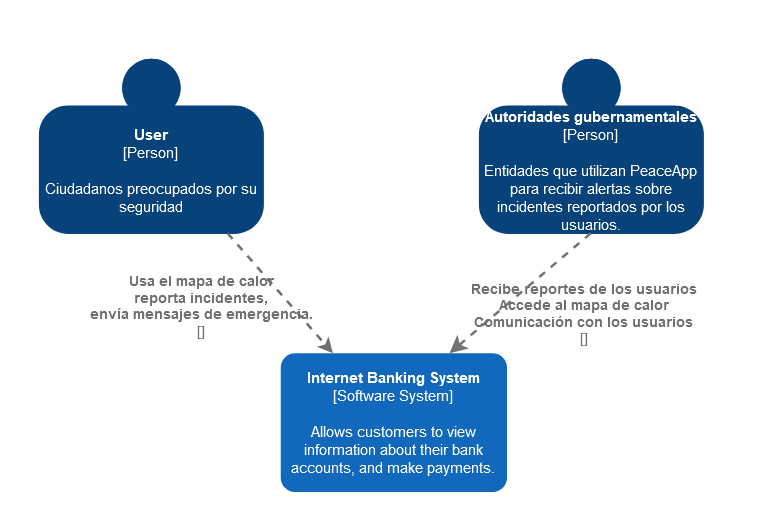 User
[Person]
Ciudadanos preocupados por su
seguridad
Autoridades gubernamentales
[Person]
Entidades que utilizan PeaceApp
para recibir alertas sobre
incidentes reportados por los
usuarios.
Usa el mapa de calor
reporta incidentes,
envía mensajes de emergencia.
[]
Recibe reportes de los usuarios
Accede al mapa de calor
Comunicación con los usuarios
[]
Internet Banking System
[Software System]
Allows customers to view
information about their bank
accounts, and make payments.